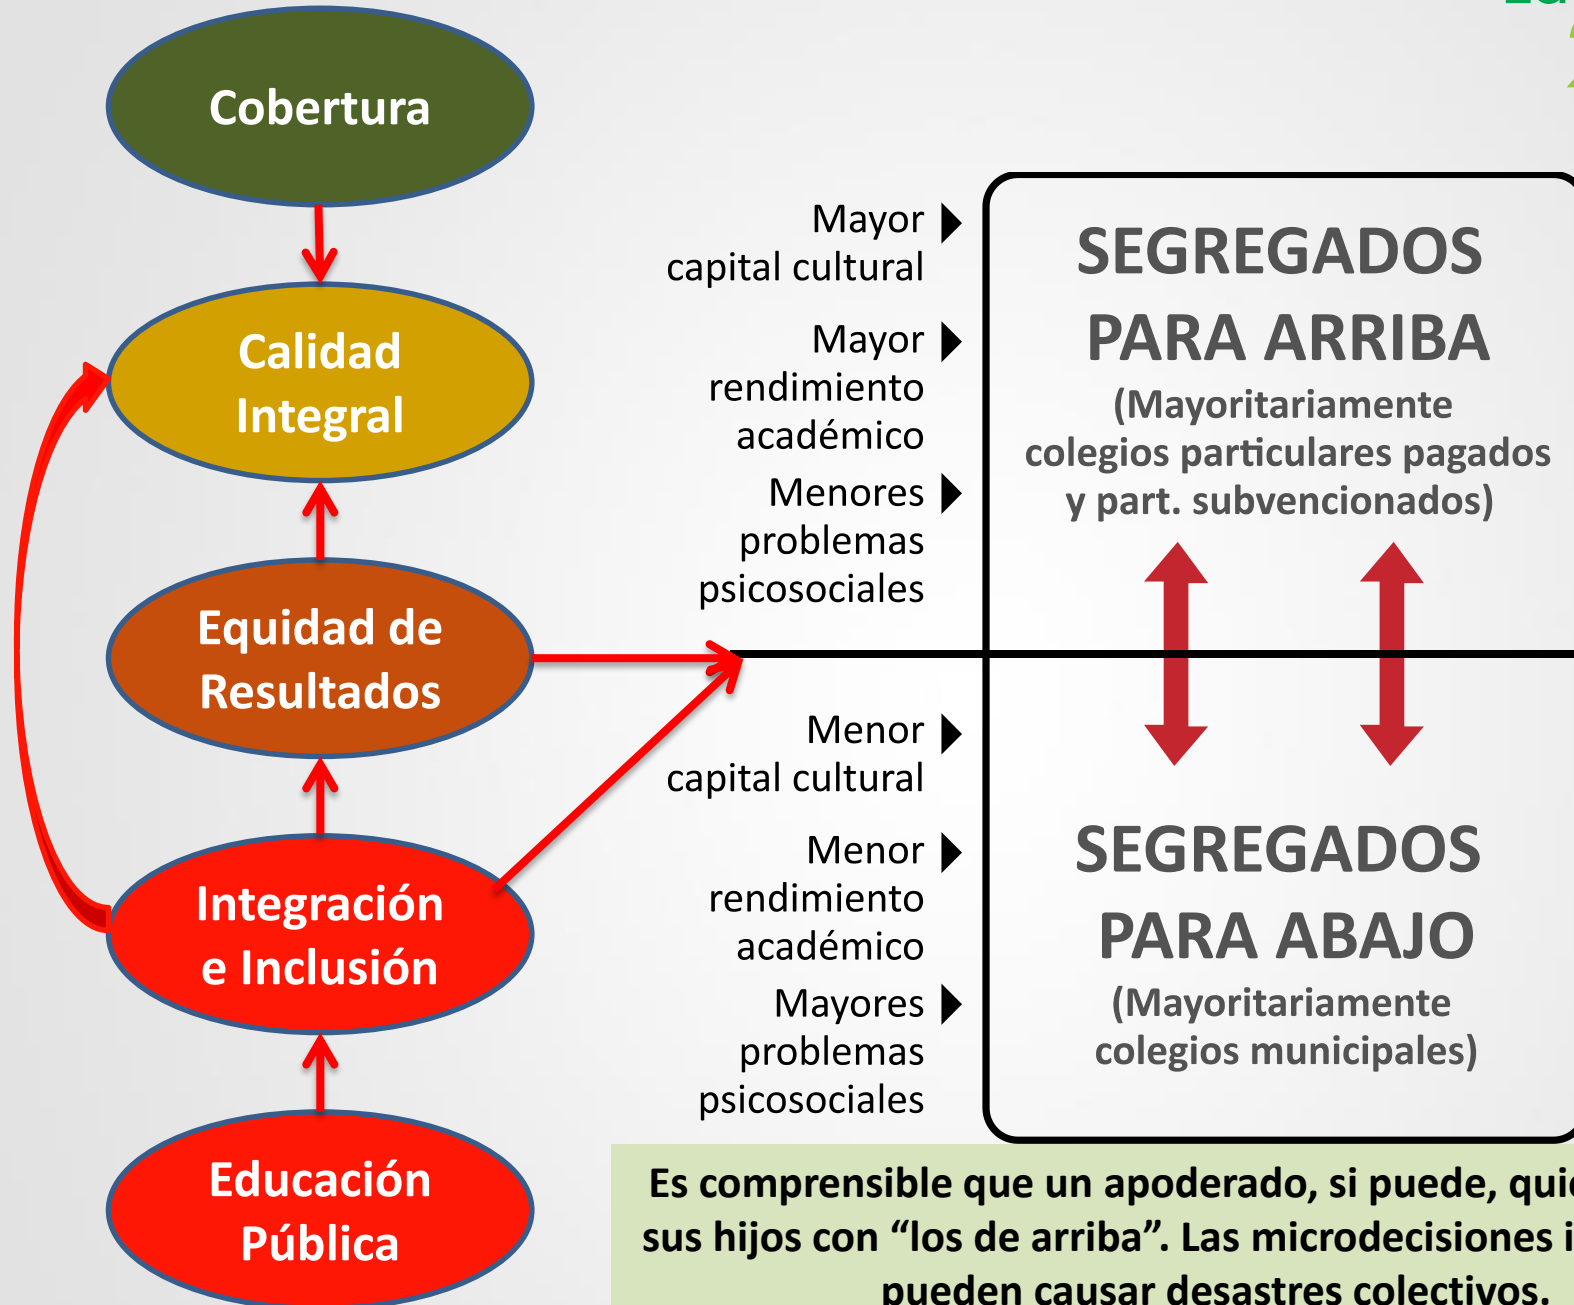 Cobertura
Calidad
Integral
Equidad de
Resultados
Integración
e Inclusión
Educación
Pública
Mayor
capital cultural
Mayor
rendimiento
académico
Menores
problemas
psicosociales
SEGREGADOS
PARA ARRIBA
(Mayoritariamente
colegios particulares pagados
y part. subvencionados)
Menor
capital cultural
Menor
rendimiento
académico
Mayores
problemas
psicosociales
SEGREGADOS
PARA ABAJO
(Mayoritariamente
colegios municipales)
Es comprensible que un apoderado, si puede,
sus hijos con “los de arriba”. Las microdecisiones
pueden causar desastres colectivos.